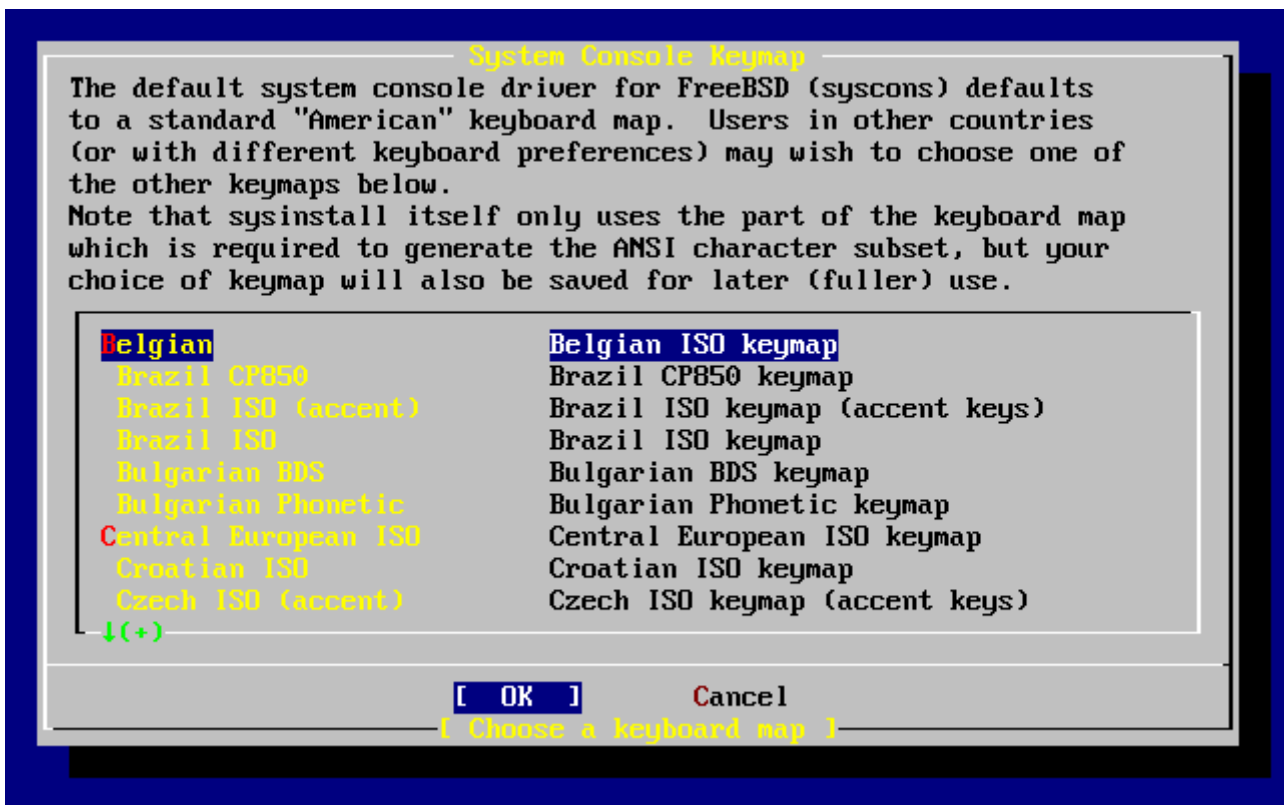 System Console Keymap
The default system console driver for FreeBSD (syscons) defaults
to a standard "American" keyboard map.  Users in other countries
(or with different keyboard preferences) may wish to choose one of
the other keymaps below.
Note that sysinstall itself only uses the part of the keyboard map
which is required to generate the ANSI character subset, but your
choice of keymap will also be saved for later (fuller) use.
Belgian Belgian ISO keymap
Brazil CP850 Brazil CP850 keymap
Brazil ISO (accent) Brazil ISO keymap (accent keys)
Brazil ISO Brazil ISO keymap
Bulgarian BDS Bulgarian BDS keymap
Bulgarian Phonetic Bulgarian Phonetic keymap
Central European ISO Central European ISO keymap
Croatian ISO Croatian ISO keymap
Czech ISO (accent) Czech ISO keymap (accent keys)
↓(+)
[ OK ] Cancel
[ Choose a keyboard map ]